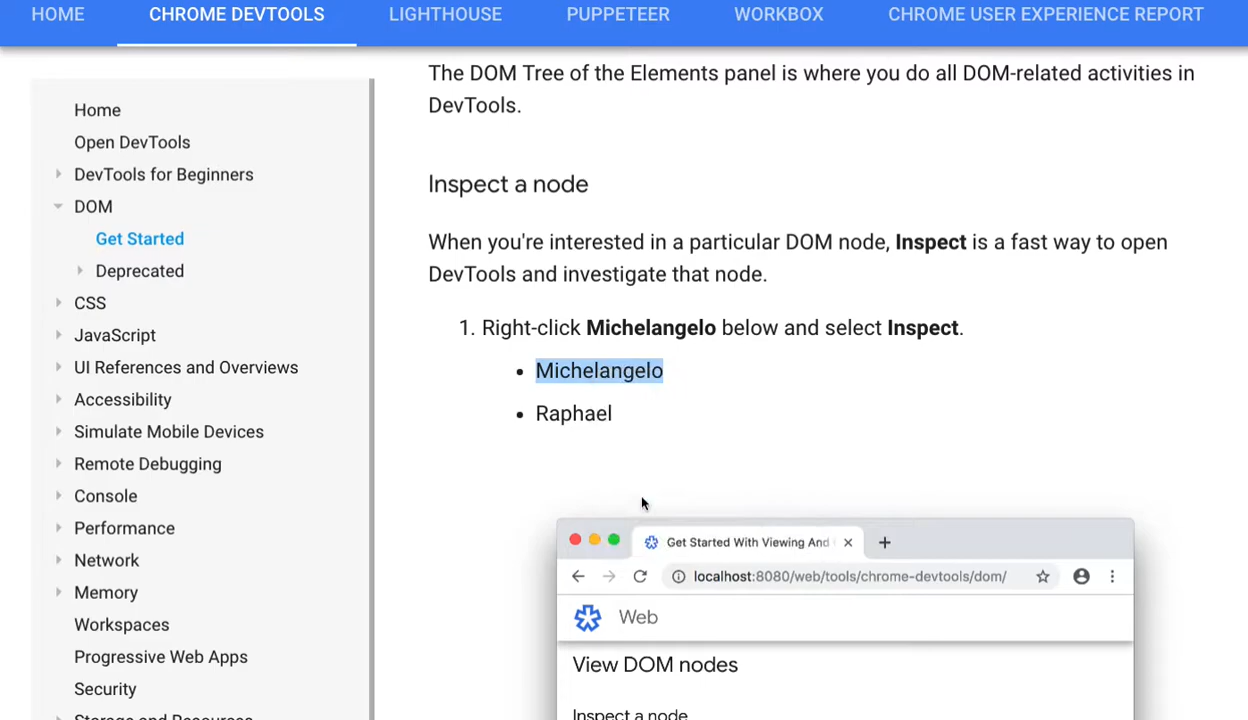 HOME CHROME DEVTOOLS LIGHTHOUSE PUPPETEER WORKBOX CHROME USER EXPERIENCE REPORT
Home
Open DevTools
DevTools for Beginners
DOM
Get Started
Deprecated
CSS
JavaScript
UI References and Overviews
Accessibility
Simulate Mobile Devices
Remote Debugging
Console
Performance
Network
Memory
Workspaces
Progressive Web Apps
Security
Storage and Resources
The DOM Tree of the Elements panel is where you do all DOM-related activities in
DevTools.
Inspect a node
When you're interested in a particular DOM node, Inspect is a fast way to open
DevTools and investigate that node.
1. Right-click Michelangelo below and select Inspect.
• Michelangelo
• Raphael
Get Started With Viewing And
localhost:8080/web/tools/chrome-devtools/dom/
Web
View DOM nodes
Inspect a node